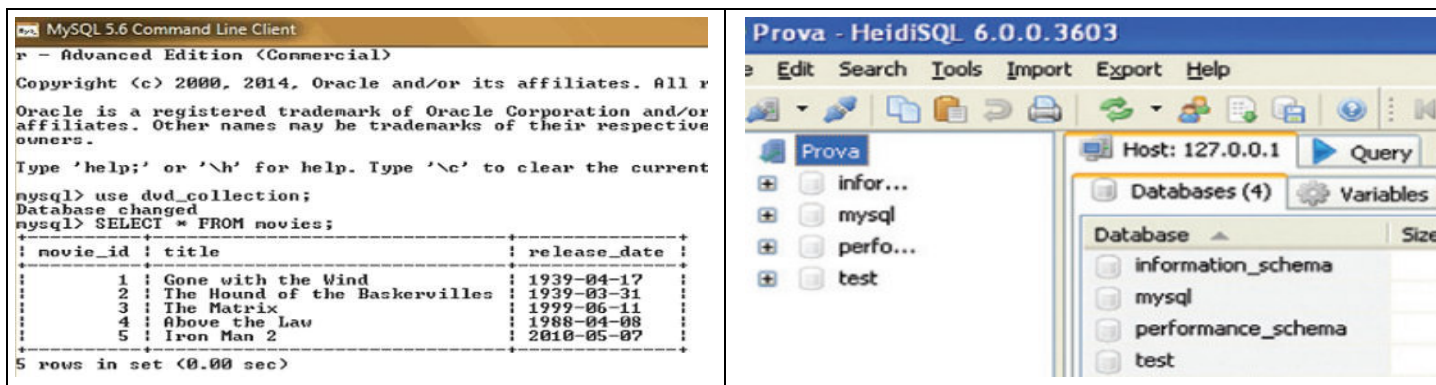 MySQL 5.6 Command Line Client
r - Advanced Edition (Commercial)
Copyright (c) 2000, 2014, Oracle and/or its affiliates. All r
Oracle is a registered trademark of Oracle Corporation and/or
affiliates. Other names may be trademarks of their respective
owners.
Type 'help;' or '\h' for help. Type '\c' to clear the current
mysql> use dvd_collection;
Database changed
mysql> SELECT * FROM movies;
movie_id | title | release_date
1 | Gone with the Wind | 1939-04-17
2 | The Hound of the Baskervilles | 1939-03-31
3 | The Matrix | 1999-06-11
4 | Above the Law | 1988-04-08
5 | Iron Man 2 | 2010-05-07
5 rows in set (0.00 sec)
Prova - HeidiSQL 6.0.0.3603
e Edit Search Tools Import Export Help
Prova
infor...
mysql
perfo...
test
Host: 127.0.0.1 Query
Databases (4) Variables
Database Size
information_schema
mysql
performance_schema
test